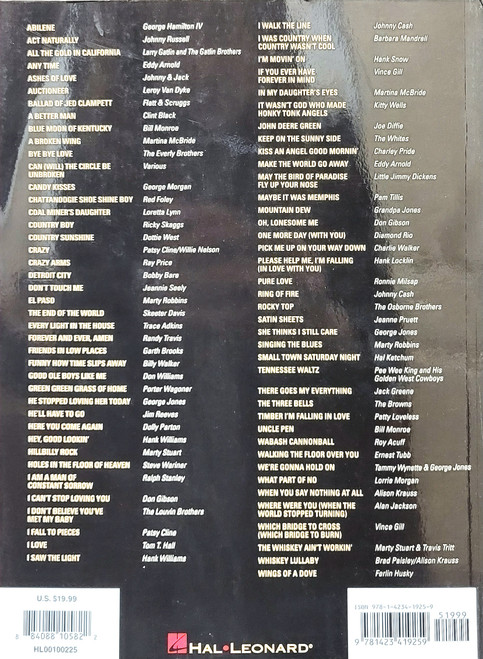 ABILENE George Hamilton IV
ACT NATURALLY Johnny Russell
ALL THE GOLD IN CALIFORNIA Larry Gatlin and The Gatlin Brothers
ANY TIME Eddy Arnold
ASHES OF LOVE Johnny & Jack
AUCTIONEER Leroy Van Dyke
BALLAD OF JED CLAMPETT Flatt & Scruggs
A BETTER MAN Clint Black
BLUE MOON OF KENTUCKY Bill Monroe
A BROKEN WING Martina McBride
BYE BYE LOVE The Everly Brothers
CAN (WILL) THE CIRCLE BE Various
UNBROKEN
CANDY KISSES George Morgan
CHATTANOOGIE SHOE SHINE BOY Red Foley
COAL MINER'S DAUGHTER Loretta Lynn
COUNTRY BOY Ricky Skaggs
COUNTRY SUNSHINE Dottie West
CRAZY Patsy Cline/Willie Nelson
CRAZY ARMS Ray Price
DETROIT CITY Bobby Bare
DON'T TOUCH ME Jeannie Seely
EL PASO Marty Robbins
THE END OF THE WORLD Skeeter Davis
EVERY LIGHT IN THE HOUSE Trace Adkins
FOREVER AND EVER, AMEN Randy Travis
FRIENDS IN LOW PLACES Garth Brooks
FUNNY HOW TIME SLIPS AWAY Billy Walker
GOOD OLE BOYS LIKE ME Don Williams
GREEN GREEN GRASS OF HOME Porter Wagoner
HE STOPPED LOVING HER TODAY George Jones
HE'LL HAVE TO GO Jim Reeves
HERE YOU COME AGAIN Dolly Parton
HEY, GOOD LOOKIN' Hank Williams
HILLBILLY ROCK Marty Stuart
HOLES IN THE FLOOR OF HEAVEN Steve Wariner
I AM A MAN OF Ralph Stanley
CONSTANT SORROW
I CAN'T STOP LOVING YOU Don Gibson
I DON'T BELIEVE YOU'VE The Louvin Brothers
MET MY BABY
I FALL TO PIECES Patsy Cline
I LOVE Tom T. Hall
I SAW THE LIGHT Hank Williams
I WALK THE LINE Johnny Cash
I WAS COUNTRY WHEN Barbara Mandrell
COUNTRY WASN'T COOL
I'M MOVIN' ON Hank Snow
IF YOU EVER HAVE Vince Gill
FOREVER IN MIND
IN MY DAUGHTER'S EYES Martina McBride
IT WASN'T GOD WHO MADE Kitty Wells
HONKY TONK ANGELS
JOHN DEERE GREEN Joe Diffie
KEEP ON THE SUNNY SIDE The Whites
KISS AN ANGEL GOOD MORNIN' Charley Pride
MAKE THE WORLD GO AWAY Eddy Arnold
MAY THE BIRD OF PARADISE Little Jimmy Dickens
FLY UP YOUR NOSE
MAYBE IT WAS MEMPHIS Pam Tillis
MOUNTAIN DEW Grandpa Jones
OH, LONESOME ME Don Gibson
ONE MORE DAY (WITH YOU) Diamond Rio
PICK ME UP ON YOUR WAY DOWN Charlie Walker
PLEASE HELP ME, I'M FALLING Hank Locklin
(IN LOVE WITH YOU)
PURE LOVE Ronnie Milsap
RING OF FIRE Johnny Cash
ROCKY TOP The Osborne Brothers
SATIN SHEETS Jeanne Pruett
SHE THINKS I STILL CARE George Jones
SINGING THE BLUES Marty Robbins
SMALL TOWN SATURDAY NIGHT Hal Ketchum
TENNESSEE WALTZ Pee Wee King and His
Golden West Cowboys
THERE GOES MY EVERYTHING Jack Greene
THE THREE BELLS The Browns
TIMBER I'M FALLING IN LOVE Patty Loveless
UNCLE PEN Bill Monroe
WABASH CANNONBALL Roy Acuff
WALKING THE FLOOR OVER YOU Ernest Tubb
WE'RE GONNA HOLD ON Tammy Wynette & George Jones
WHAT PART OF NO Lorrie Morgan
WHEN YOU SAY NOTHING AT ALL Alison Krauss
WHERE WERE YOU (WHEN THE Alan Jackson
WORLD STOPPED TURNING)
WHICH BRIDGE TO CROSS Vince Gill
(WHICH BRIDGE TO BURN)
THE WHISKEY AIN'T WORKIN' Marty Stuart & Travis Tritt
WHISKEY LULLABY Brad Paisley/Alison Krauss
WINGS OF A DOVE Ferlin Husky
U.S. $19.99
8 84088 10582 2
HL00100225
HAL•LEONARD®
ISBN 978-1-4234-1925-9
51999
9 781423 419259